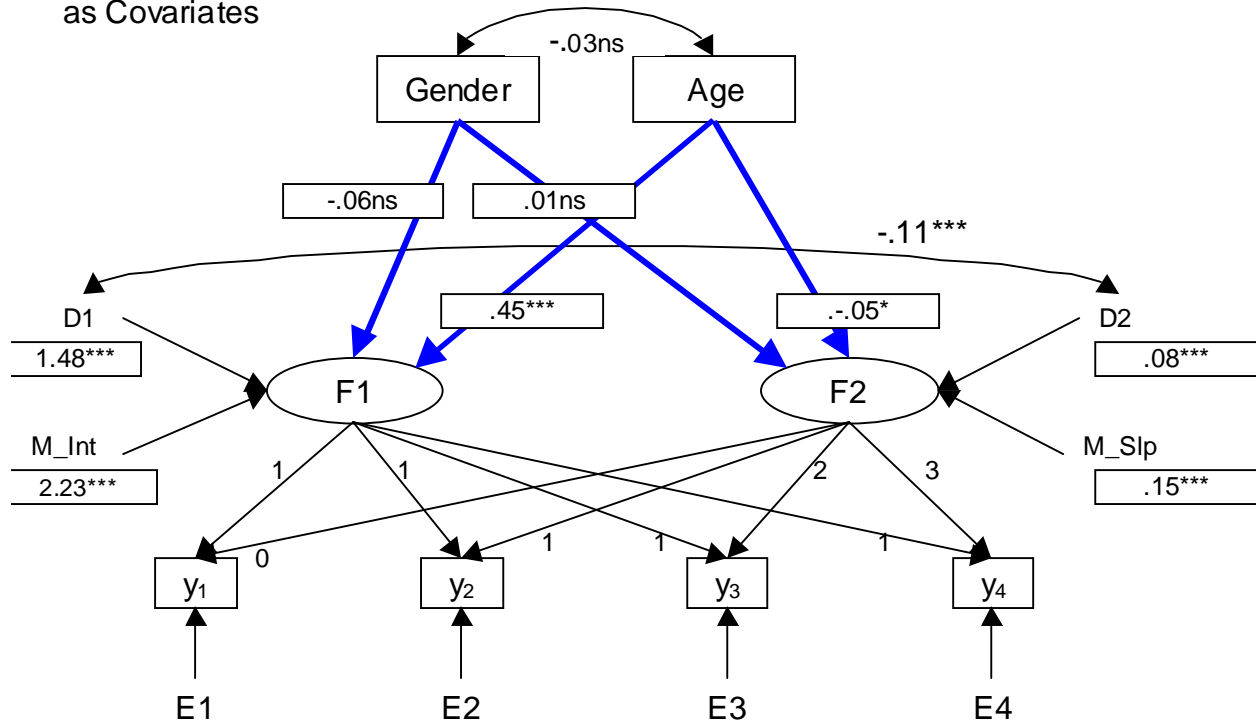 as Covariates
-.03ns
Gender
Age
-.06ns
.01ns
-.11***
.45***
.-.05*
D1
D2
1.48***
.08***
F1
F2
M_Int
M_Slp
2.23***
.15***
1
1
2
3
0
1
1
1
y1
y2
y3
y4
E1
E2
E3
E4